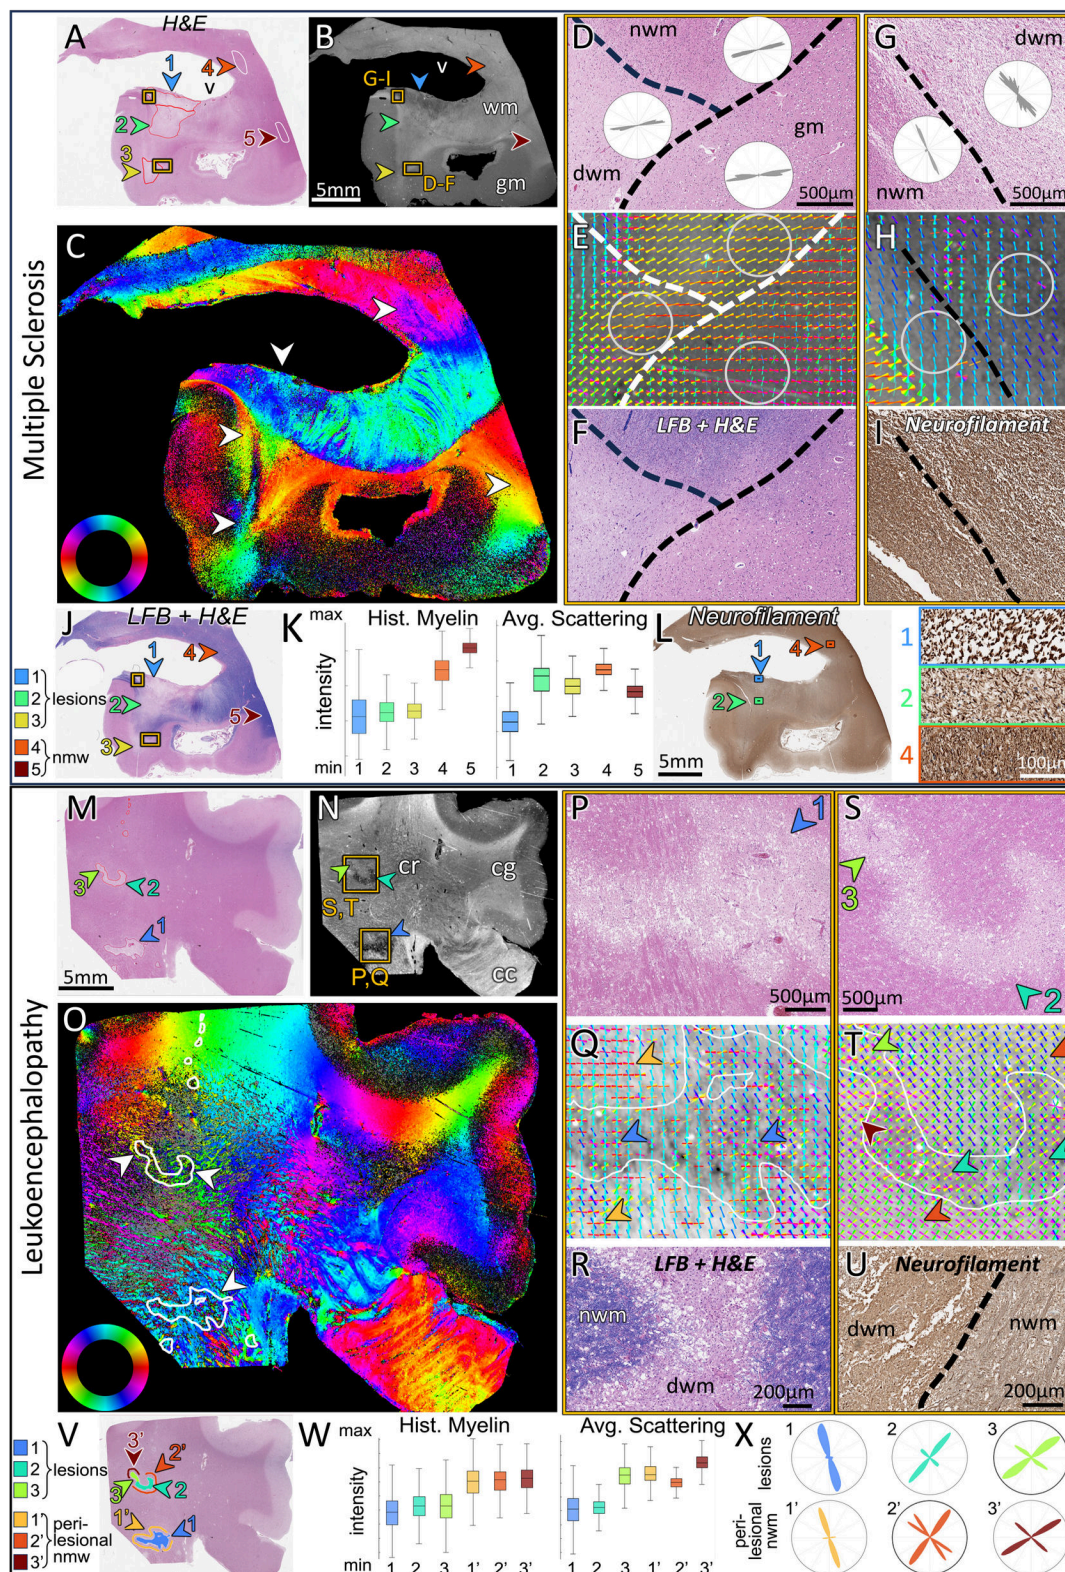 Multiple Sclerosis
A
H&E
1
2
3
4
5
v
B
G-I
v
wm
gm
D-F
5mm
C
D
nwm
dwm
gm
500µm
E
F
LFB + H&E
G
dwm
nwm
500µm
H
I
Neurofilament
J
LFB + H&E
1
2
3
4
5
1
2
3
lesions
4
5
nmw
K
Hist. Myelin
Avg. Scattering
max
intensity
min
1 2 3 4 5
1 2 3 4 5
L
Neurofilament
1
2
4
5mm
1
2
4
100µm
Leukoencephalopathy
M
3
2
1
5mm
N
cr
cg
S,T
P,Q
cc
O
P
1
500µm
Q
R
LFB + H&E
nwm
dwm
200µm
S
3
2
500µm
T
U
Neurofilament
dwm
nwm
200µm
V
3'
2'
3
2
1'
1
1
2
3
lesions
1'
2'
3'
peri-
lesional
nmw
W
Hist. Myelin
Avg. Scattering
max
intensity
min
1 2 3 1' 2' 3'
1 2 3 1' 2' 3'
X
lesions
1
2
3
peri-
lesional
nwm
1'
2'
3'